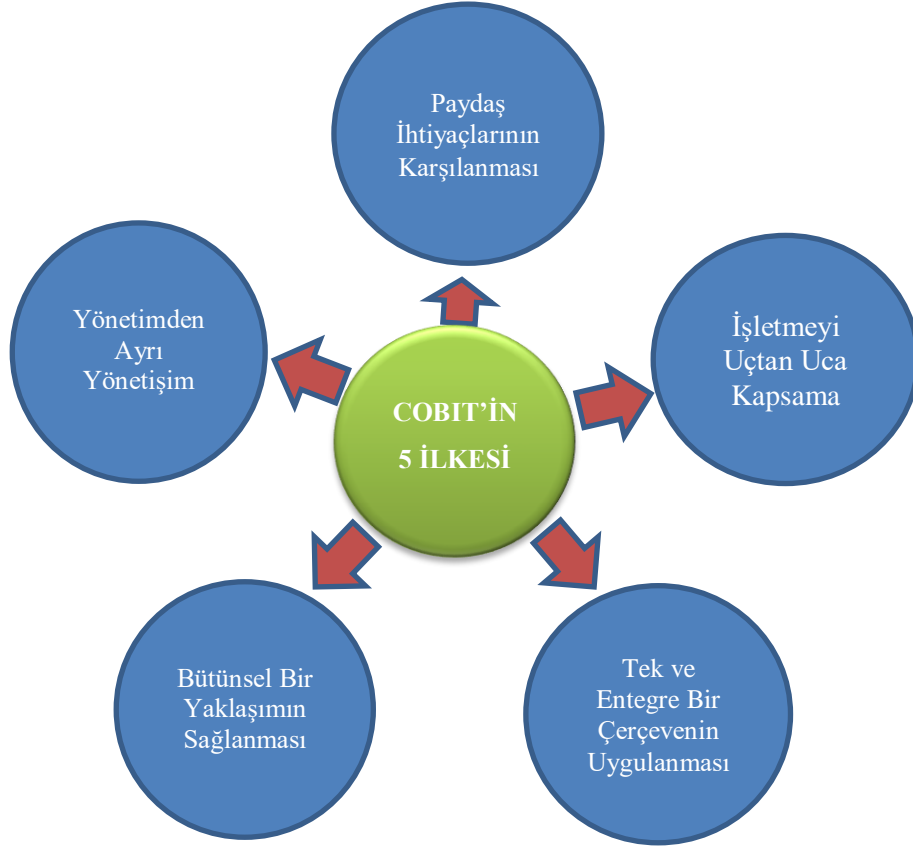 Paydaş
İhtiyaçlarının
Karşılanması
Yönetimden
Ayrı
Yönetişim
İşletmeyi
Uçtan Uca
Kapsama
COBIT’İN
5 İLKESİ
Bütünsel Bir
Yaklaşımın
Sağlanması
Tek ve
Entegre Bir
Çerçevenin
Uygulanması